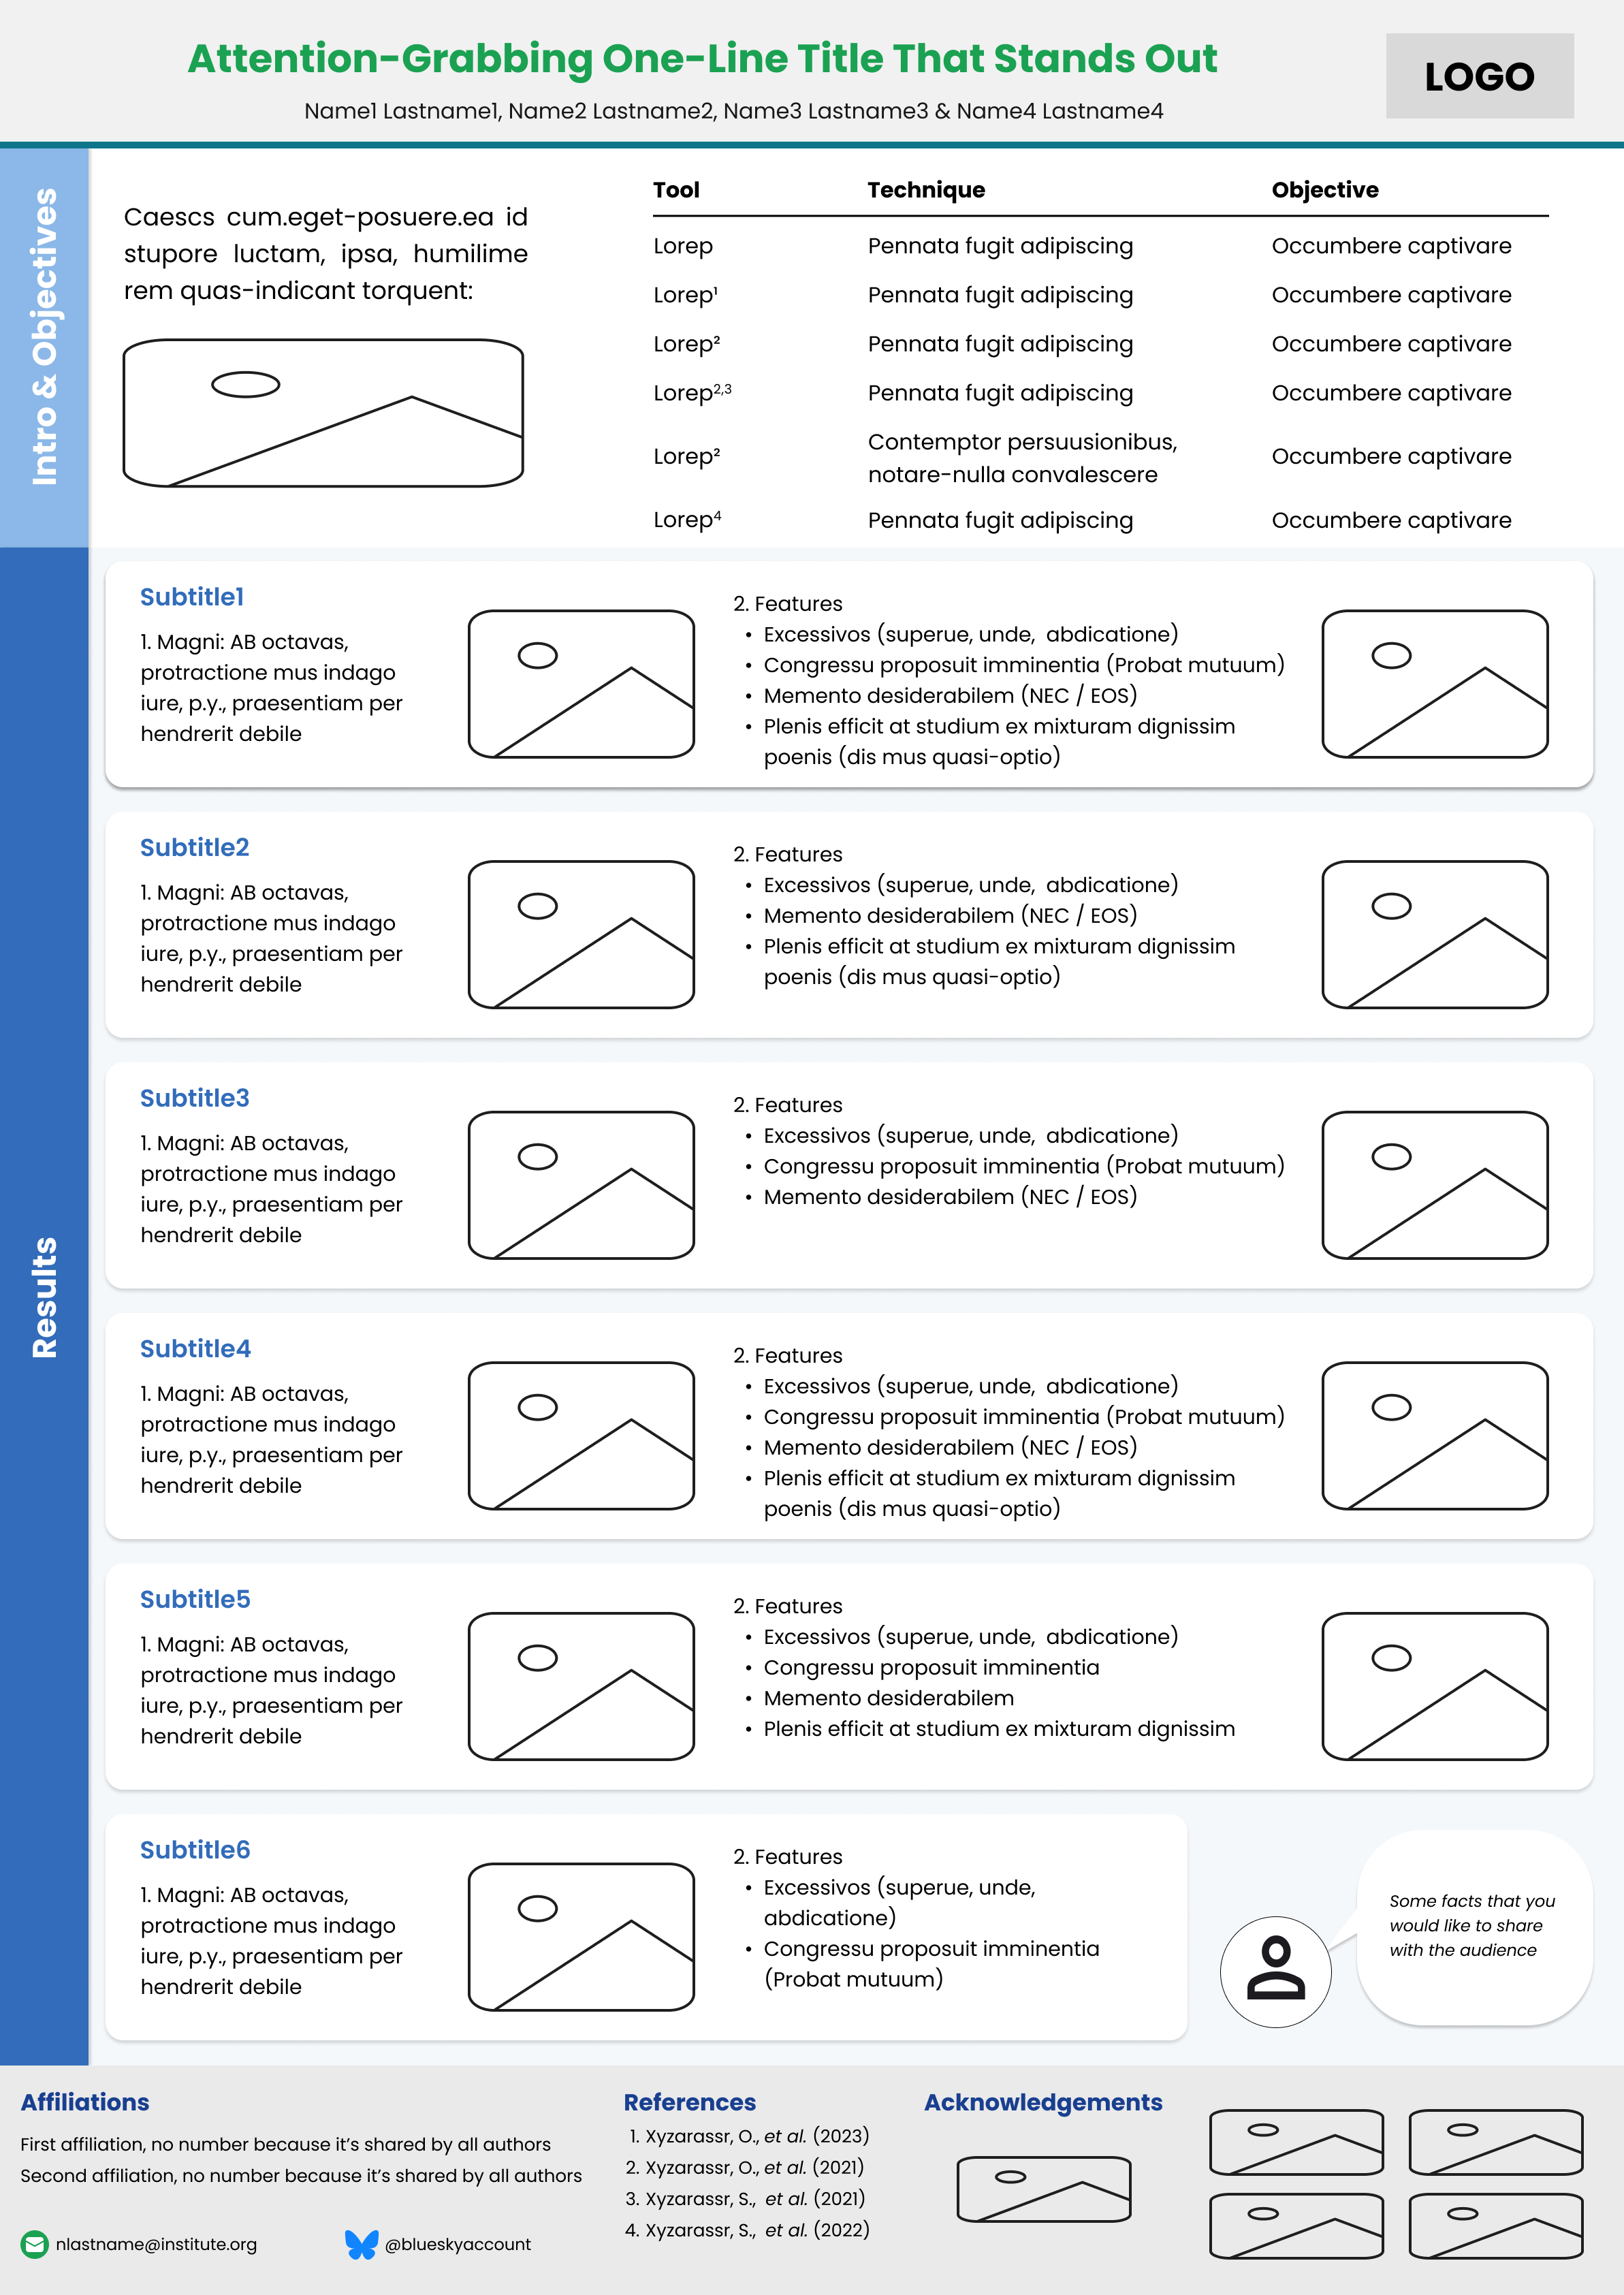 Attention-Grabbing One-Line Title That Stands Out
Name1 Lastname1, Name2 Lastname2, Name3 Lastname3 & Name4 Lastname4
LOGO
Intro & Objectives
Caescs cum.eget-posuere.ea id
stupore luctam, ipsa, humilime
rem quas-indicant torquent:
Tool Technique Objective
Lorep Pennata fugit adipiscing Occumbere captivare
Lorep¹ Pennata fugit adipiscing Occumbere captivare
Lorep² Pennata fugit adipiscing Occumbere captivare
Lorep²,³ Pennata fugit adipiscing Occumbere captivare
Lorep² Contemptor persuusionibus, Occumbere captivare
notare-nulla convalescere
Lorep⁴ Pennata fugit adipiscing Occumbere captivare
Results
Subtitle1
1. Magni: AB octavas,
protractione mus indago
iure, p.y., praesentiam per
hendrerit debile
2. Features
• Excessivos (superue, unde, abdicatione)
• Congressu proposuit imminentia (Probat mutuum)
• Memento desiderabilem (NEC / EOS)
• Plenis efficit at studium ex mixturam dignissim
poenis (dis mus quasi-optio)
Subtitle2
1. Magni: AB octavas,
protractione mus indago
iure, p.y., praesentiam per
hendrerit debile
2. Features
• Excessivos (superue, unde, abdicatione)
• Memento desiderabilem (NEC / EOS)
• Plenis efficit at studium ex mixturam dignissim
poenis (dis mus quasi-optio)
Subtitle3
1. Magni: AB octavas,
protractione mus indago
iure, p.y., praesentiam per
hendrerit debile
2. Features
• Excessivos (superue, unde, abdicatione)
• Congressu proposuit imminentia (Probat mutuum)
• Memento desiderabilem (NEC / EOS)
Subtitle4
1. Magni: AB octavas,
protractione mus indago
iure, p.y., praesentiam per
hendrerit debile
2. Features
• Excessivos (superue, unde, abdicatione)
• Congressu proposuit imminentia (Probat mutuum)
• Memento desiderabilem (NEC / EOS)
• Plenis efficit at studium ex mixturam dignissim
poenis (dis mus quasi-optio)
Subtitle5
1. Magni: AB octavas,
protractione mus indago
iure, p.y., praesentiam per
hendrerit debile
2. Features
• Excessivos (superue, unde, abdicatione)
• Congressu proposuit imminentia
• Memento desiderabilem
• Plenis efficit at studium ex mixturam dignissim
Subtitle6
1. Magni: AB octavas,
protractione mus indago
iure, p.y., praesentiam per
hendrerit debile
2. Features
• Excessivos (superue, unde,
abdicatione)
• Congressu proposuit imminentia
(Probat mutuum)
Some facts that you
would like to share
with the audience
Affiliations
First affiliation, no number because it's shared by all authors
Second affiliation, no number because it's shared by all authors
nlastname@institute.org
@blueskyaccount
References
1. Xyzarassr, O., et al. (2023)
2. Xyzarassr, O., et al. (2021)
3. Xyzarassr, S., et al. (2021)
4. Xyzarassr, S., et al. (2022)
Acknowledgements